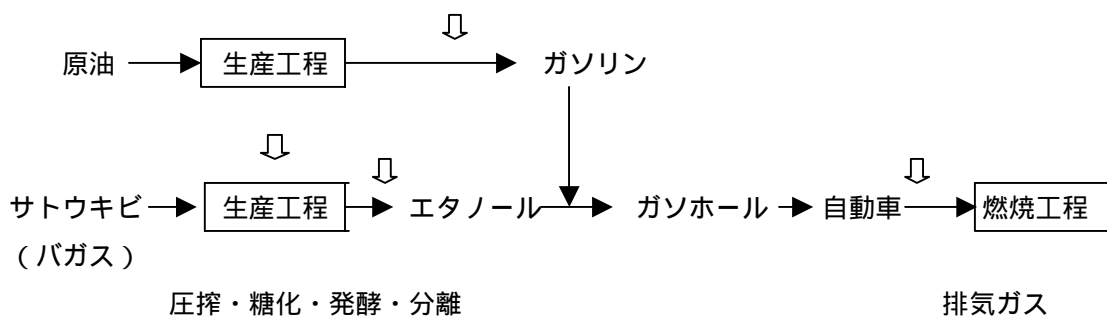 原油 生産工程 ガソリン
サトウキビ 生産工程 エタノール ガソホール 自動車 燃焼工程
(バガス)
圧搾・糖化・発酵・分離 排気ガス